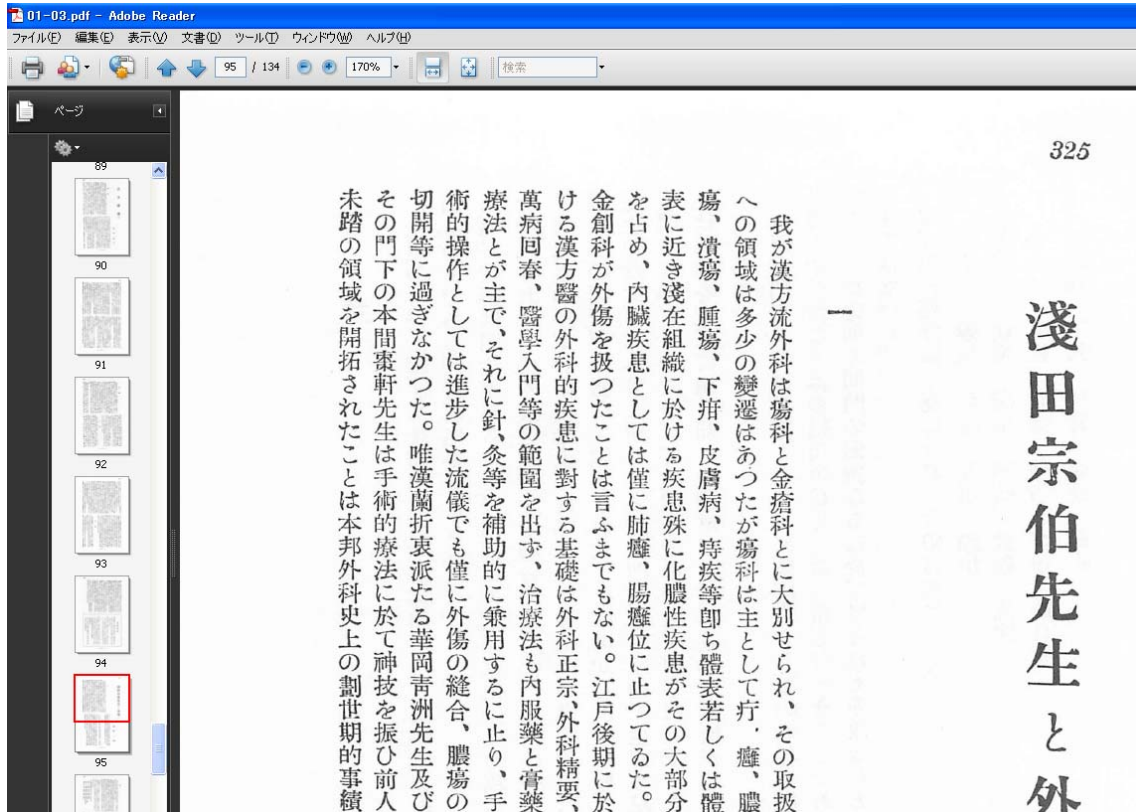 01-03.pdf - Adobe Reader
ファイル(F) 編集(E) 表示(V) 文書(D) ツール(T) ウィンドウ(W) ヘルプ(H)
95 / 134 170% 検索
ページ
89
90
91
92
93
94
95
325
淺田宗伯先生と外
一
我が漢方流外科は瘍科と金瘡科とに大別せられ、その取扱
への領域は多少の變遷はあつたが瘍科は主として疔．癰、膿
瘍、潰瘍、腫瘍、下疳、皮膚病、痔疾等卽ち體表若しくは體
表に近き淺在組織に於ける疾患殊に化膿性疾患がその大部分
を占め、內臟疾患としては僅に肺癰、腸癰位に止つてゐた。
金創科が外傷を扱つたことは言ふまでもない。江戸後期に於
ける漢方醫の外科的疾患に對する基礎は外科正宗、外科精要、
萬病回春、醫學入門等の範圍を出ず、治療法も內服藥と膏藥
療法とが主で、それに針、灸等を補助的に兼用するに止り、手
術的操作としては進步した流儀でも僅に外傷の縫合、膿瘍の
切開等に過ぎなかつた。唯漢蘭折衷派たる華岡靑洲先生及び
その門下の本間棗軒先生は手術的療法に於て神技を振ひ前人
未踏の領域を開拓されたことは本邦外科史上の劃世期的事績